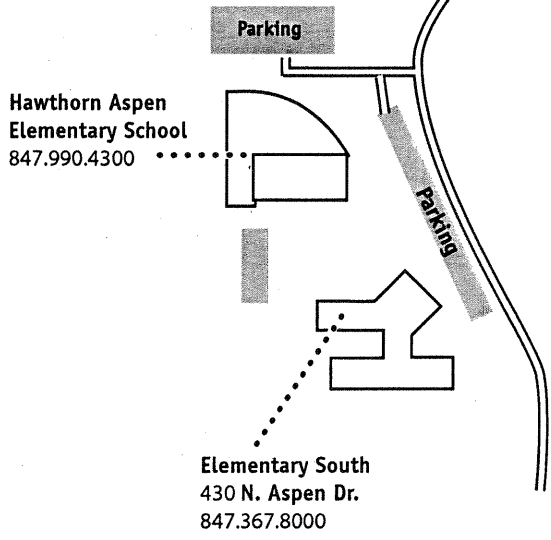 Parking
Hawthorn Aspen
Elementary School
847.990.4300
Parking
Elementary South
430 N. Aspen Dr.
847.367.8000